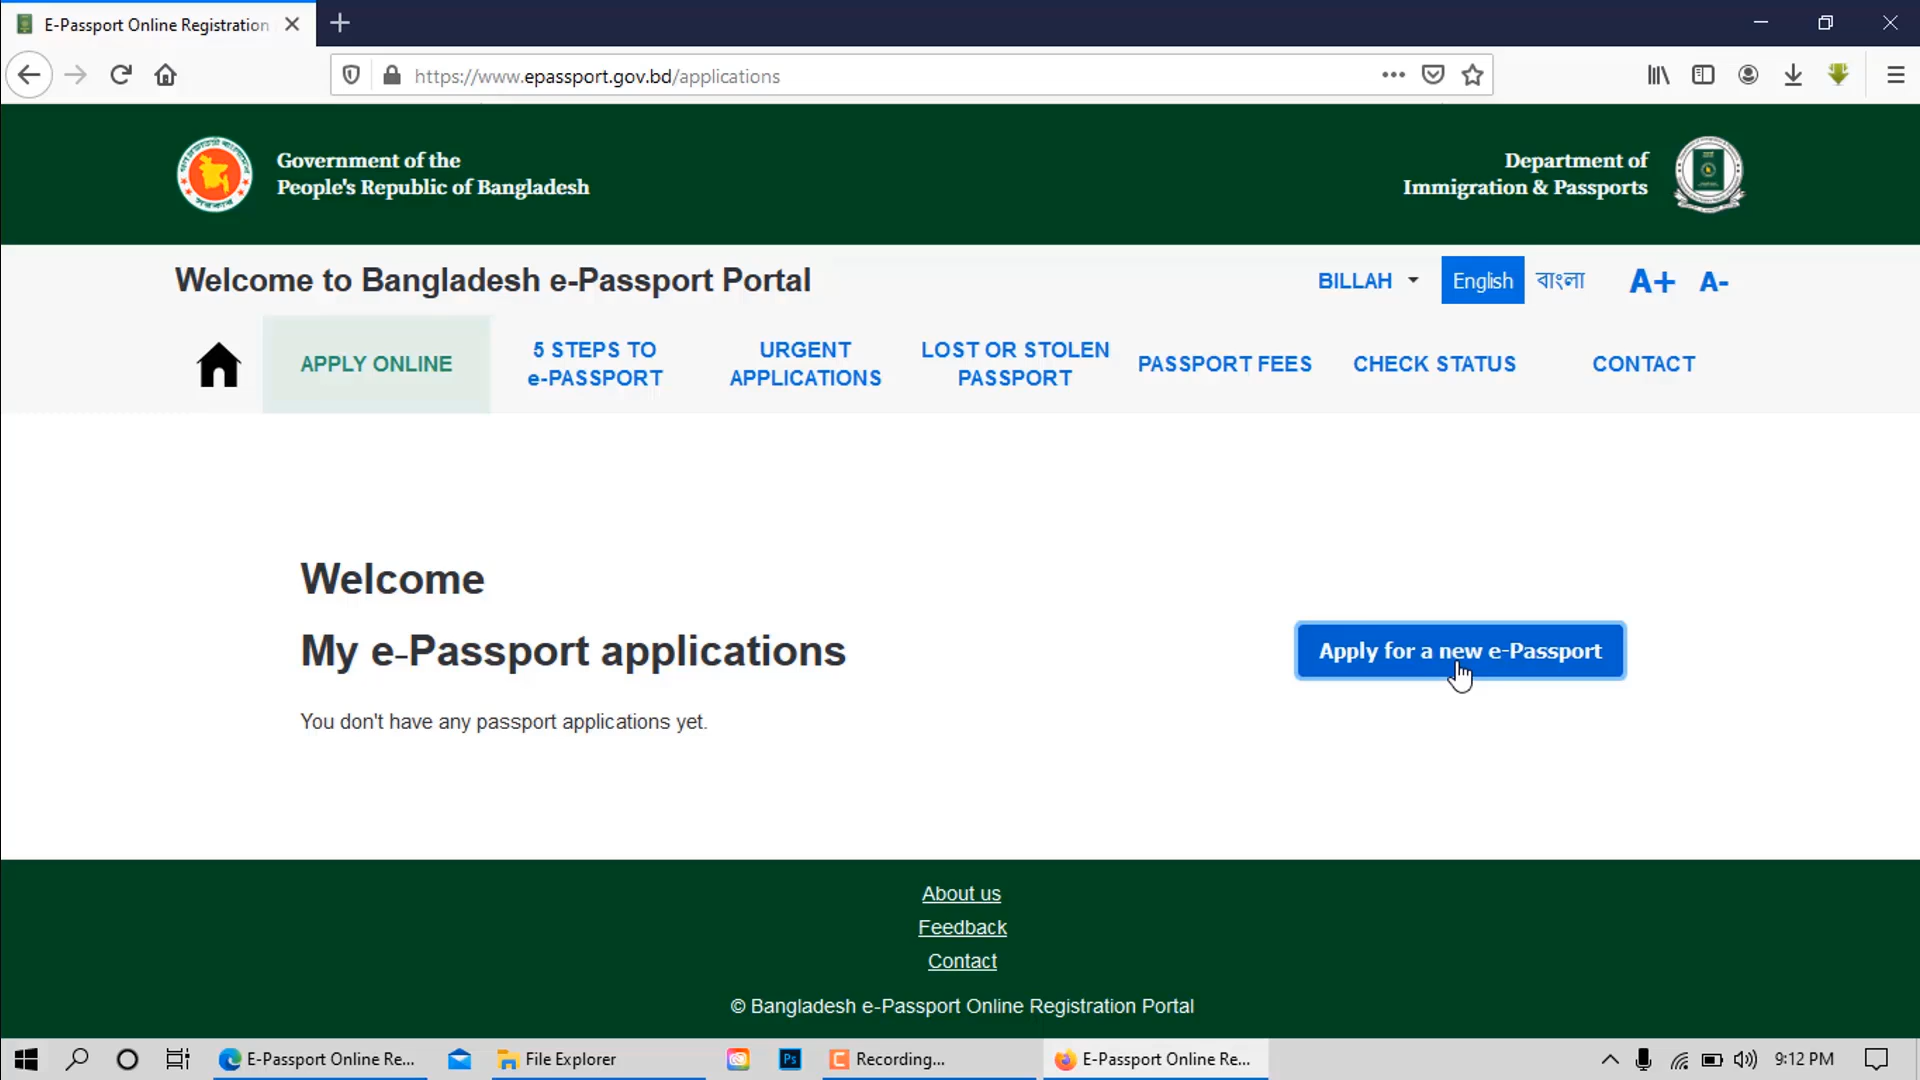 E-Passport Online Registration
https://www.epassport.gov.bd/applications
Government of the
People's Republic of Bangladesh
Department of
Immigration & Passports
Welcome to Bangladesh e-Passport Portal
BILLAH
English
বাংলা
A+
A-
APPLY ONLINE
5 STEPS TO
e-PASSPORT
URGENT
APPLICATIONS
LOST OR STOLEN
PASSPORT
PASSPORT FEES
CHECK STATUS
CONTACT
Welcome
My e-Passport applications
Apply for a new e-Passport
You don't have any passport applications yet.
About us
Feedback
Contact
© Bangladesh e-Passport Online Registration Portal
E-Passport Online Re...
File Explorer
Ps
Recording...
E-Passport Online Re...
9:12 PM